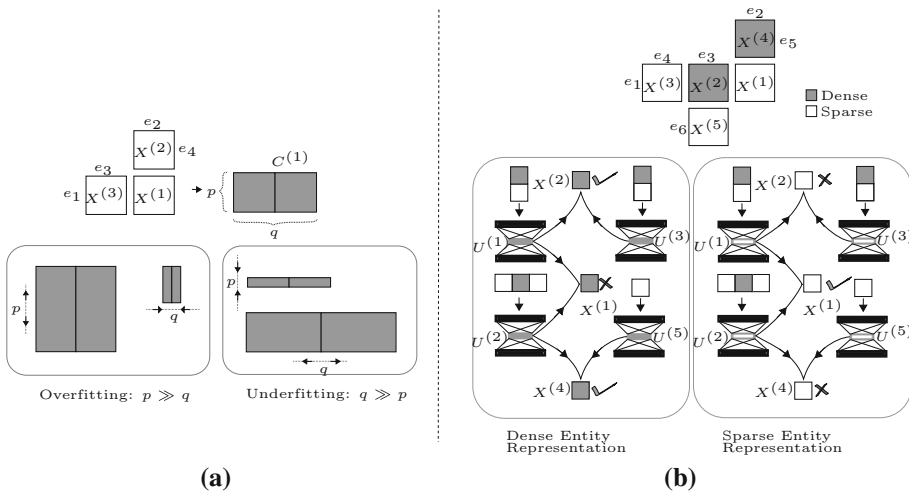 e2
X(2) e4
e3
e1 X(3) X(1)
C(1)
p
q
p
q
p
q
Overfitting: p ≫ q
Underfitting: q ≫ p
(a)
e2
X(4) e5
e4 e3
e1 X(3) X(2) X(1)
e6 X(5)
Dense
Sparse
X(2)
U(1) U(3)
X(1)
U(2) U(5)
X(4)
Dense Entity
Representation
X(2)
U(1) U(3)
X(1)
U(2) U(5)
X(4)
Sparse Entity
Representation
(b)